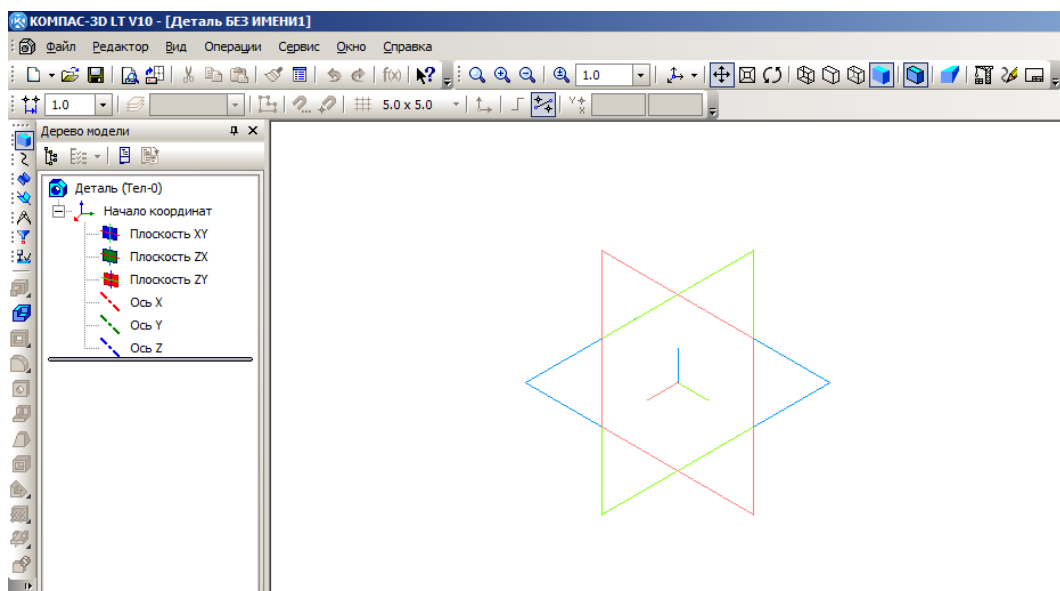 КОМПАС-3D LT V10 - [Деталь БЕЗ ИМЕНИ1]
Файл Редактор Вид Операции Сервис Окно Справка
f(x) 1.0
1.0 5.0 x 5.0 Y X
Дерево модели
Деталь (Тел-0)
Начало координат
Плоскость XY
Плоскость ZX
Плоскость ZY
Ось X
Ось Y
Ось Z